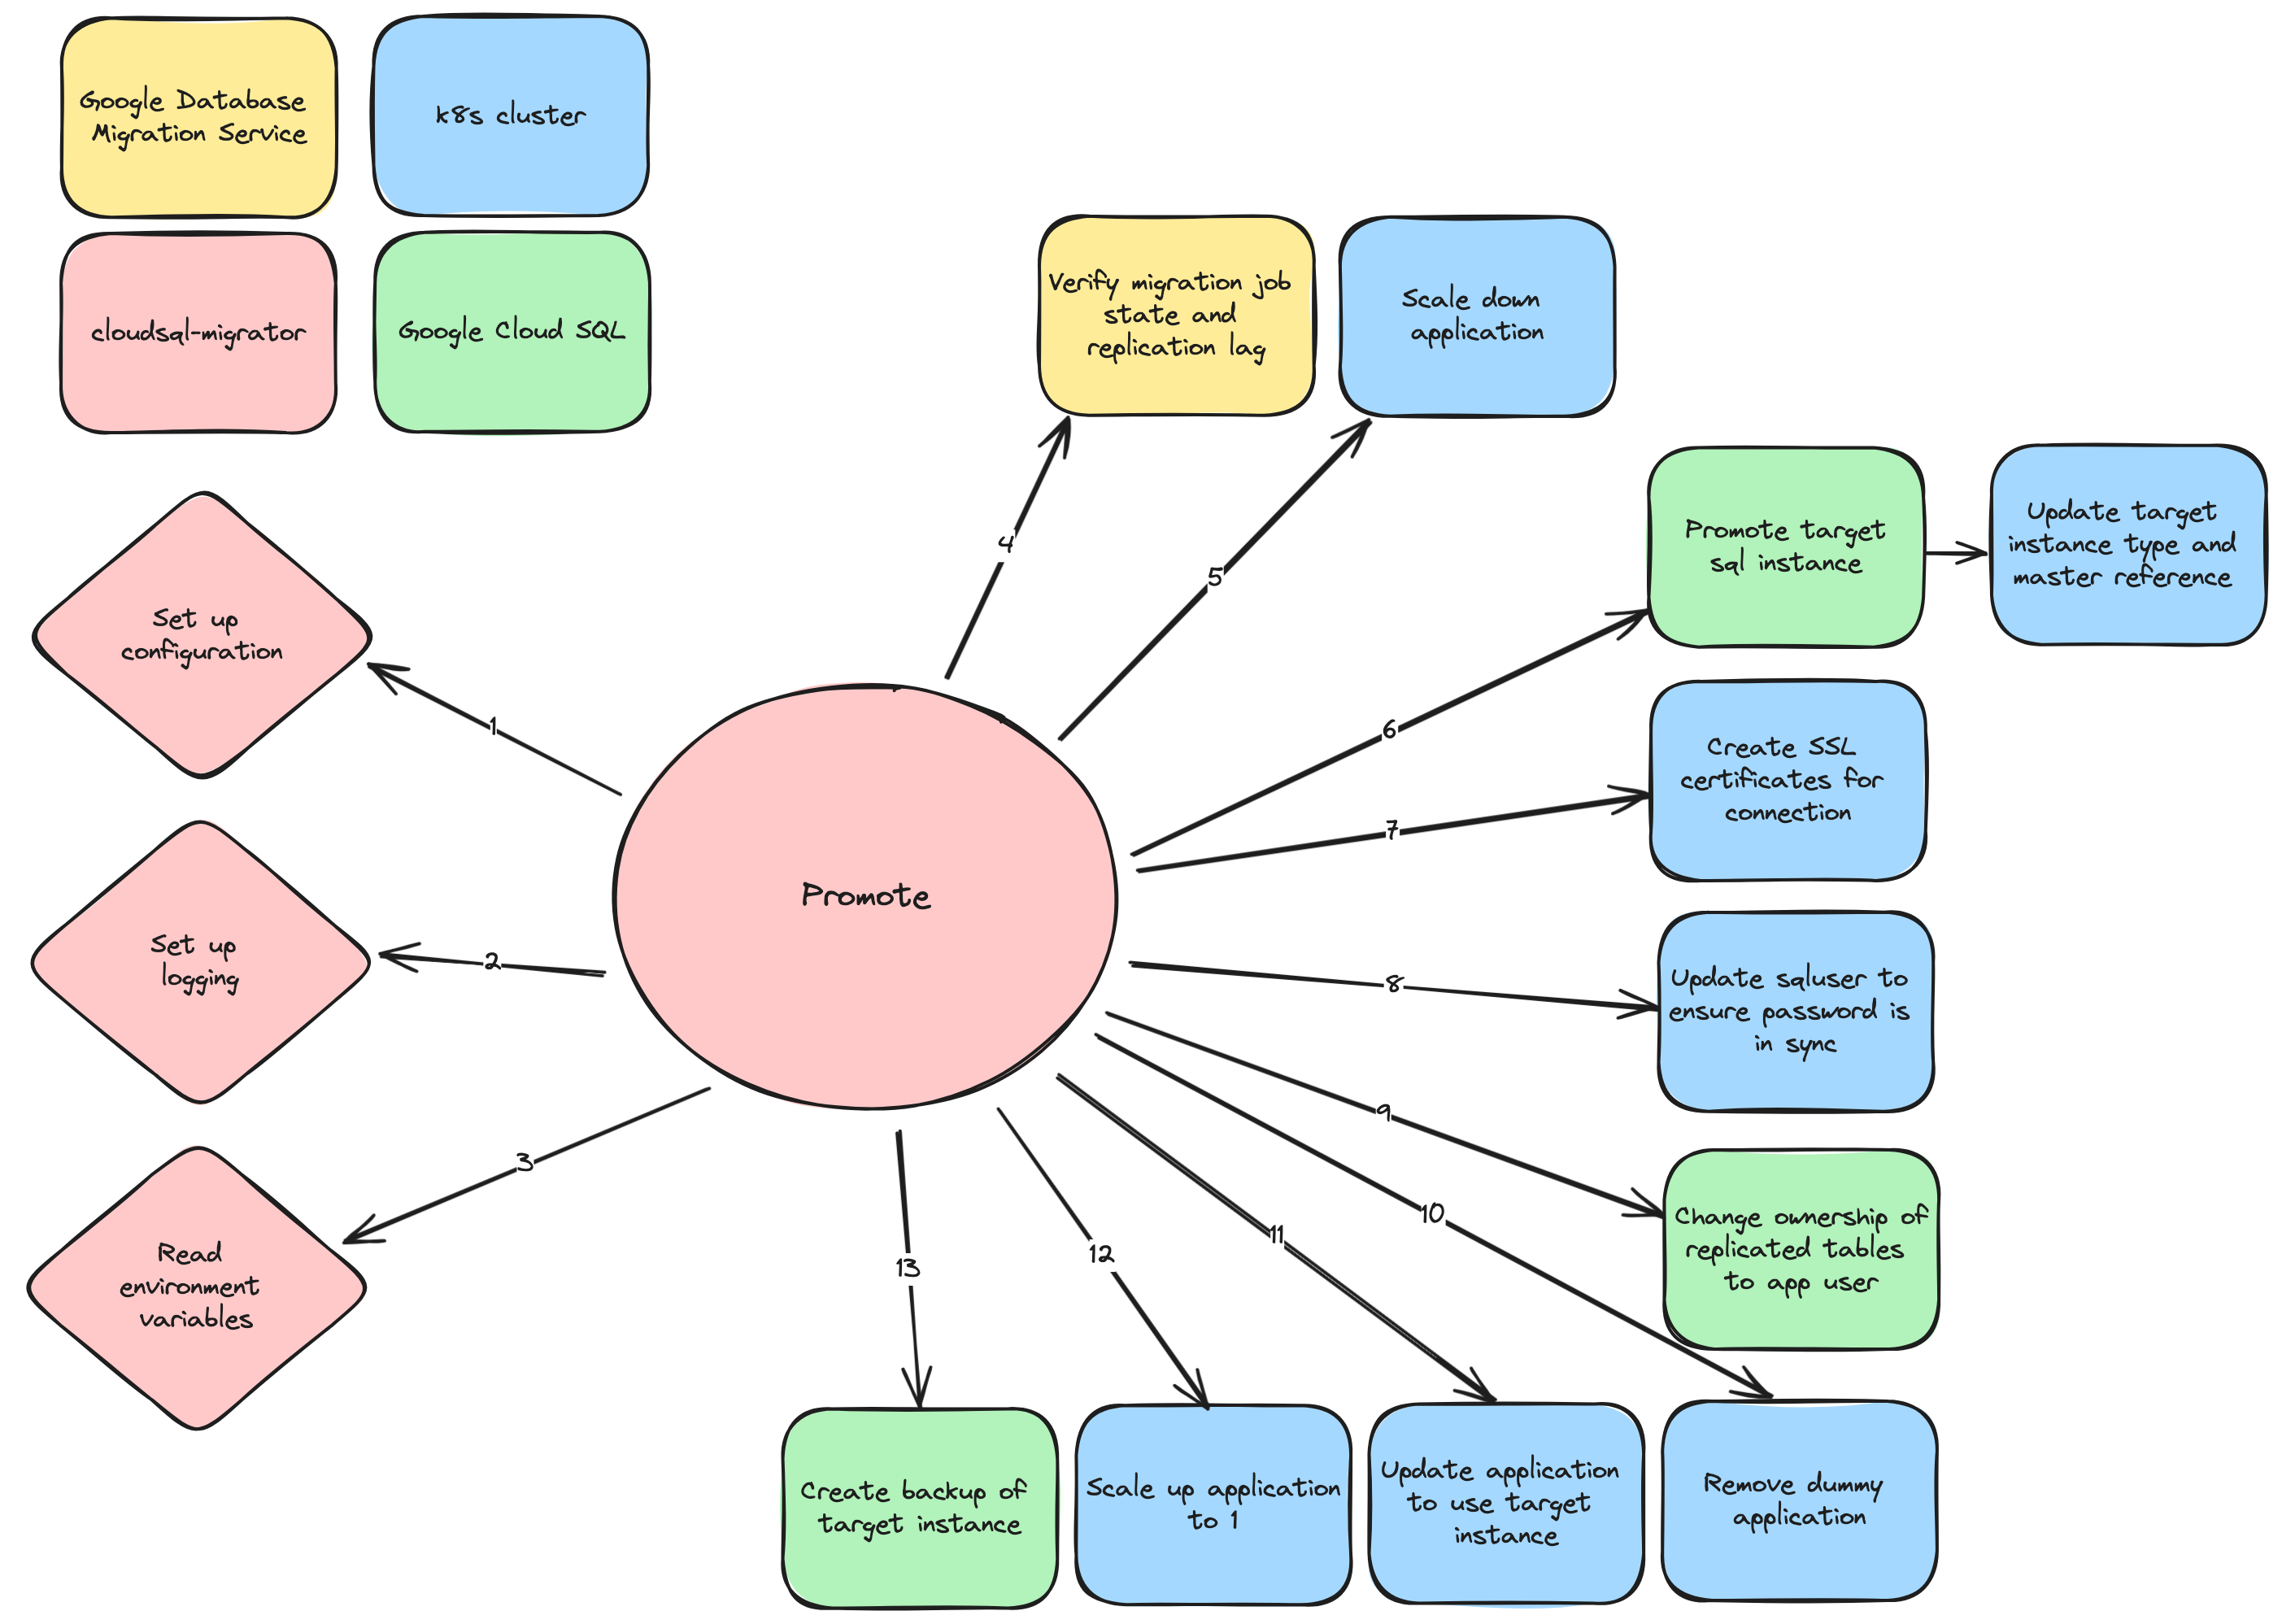 Google Database
Migration Service
k8s cluster
cloudsql-migrator
Google Cloud SQL
Verify migration job
state and
replication lag
Scale down
application
Promote target
sql instance
Update target
instance type and
master reference
Set up
configuration
4
5
1
6
Create SSL
certificates for
connection
7
Promote
Set up
logging
2
8
Update sqluser to
ensure password is
in sync
9
3
10
11
12
13
Change ownership of
replicated tables
to app user
Read
environment
variables
Create backup of
target instance
Scale up application
to 1
Update application
to use target
instance
Remove dummy
application